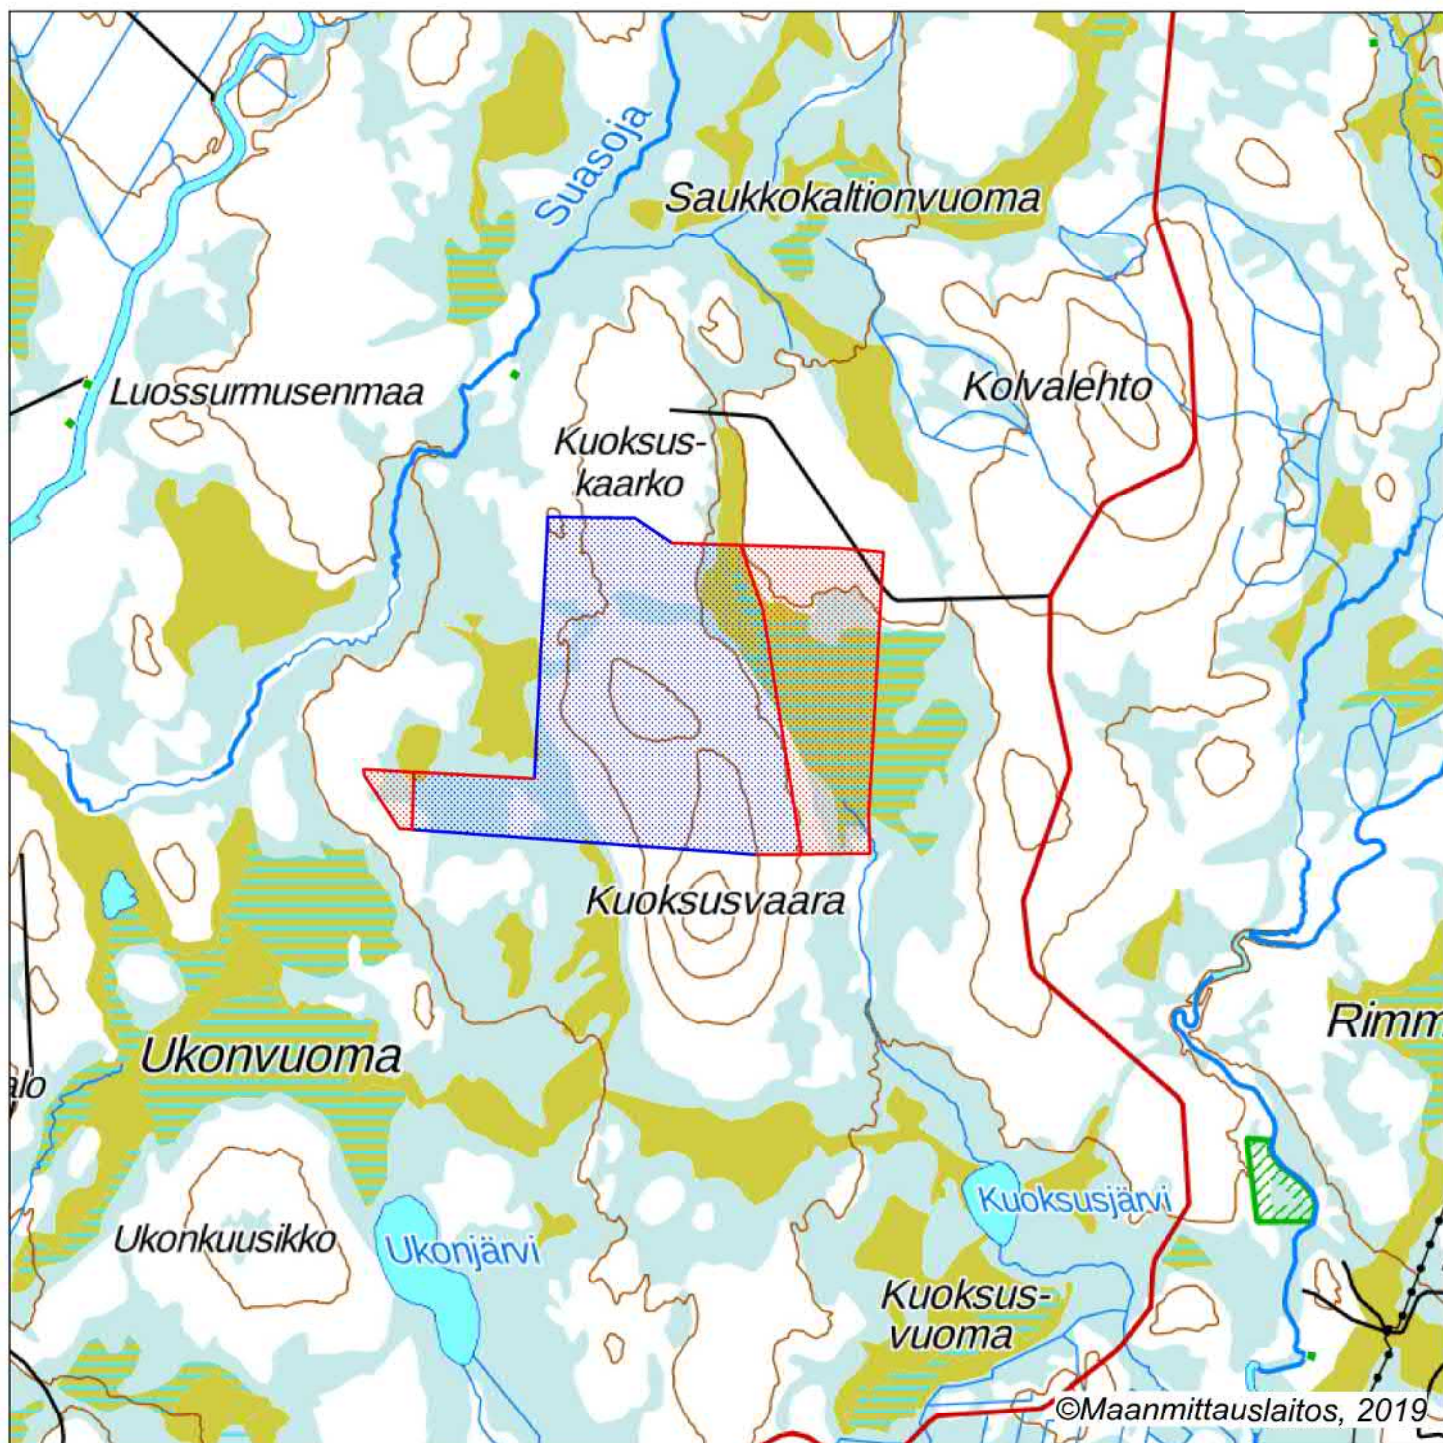 Suasoja
Saukkokaltionvuoma
Luossurmusenmaa
Kolvalehto
Kuoksus-
kaarko
Kuoksusvaara
Rimm
Ukonvuoma
alo
Kuoksusjärvi
Ukonkuusikko
Ukonjärvi
Kuoksus-
vuoma
©Maanmittauslaitos, 2019